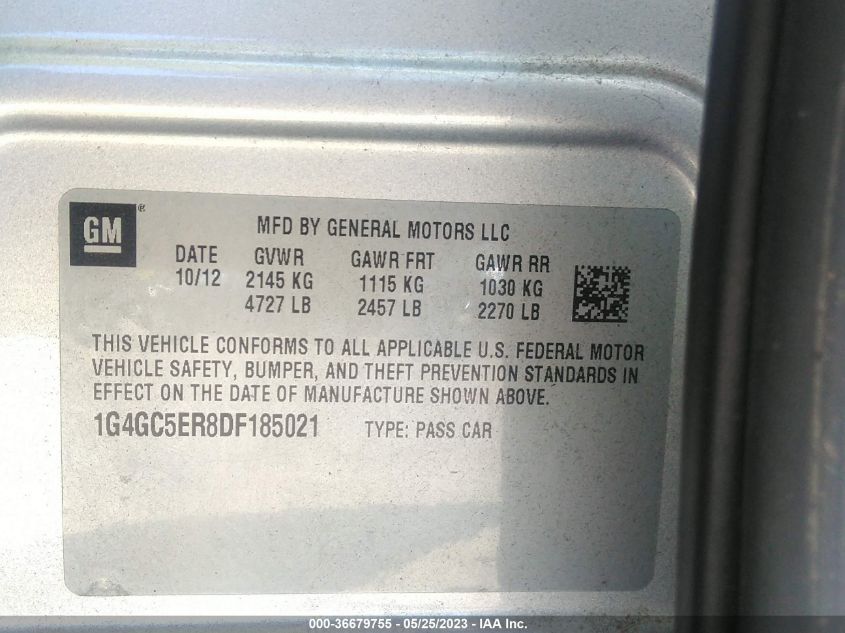 GM ®
MFD BY GENERAL MOTORS LLC
DATE GVWR GAWR FRT GAWR RR
10/12 2145 KG 1115 KG 1030 KG
4727 LB 2457 LB 2270 LB
THIS VEHICLE CONFORMS TO ALL APPLICABLE U.S. FEDERAL MOTOR
VEHICLE SAFETY, BUMPER, AND THEFT PREVENTION STANDARDS IN
EFFECT ON THE DATE OF MANUFACTURE SHOWN ABOVE.
1G4GC5ER8DF185021 TYPE: PASS CAR
000-36679755 - 05/25/2023 - IAA Inc.